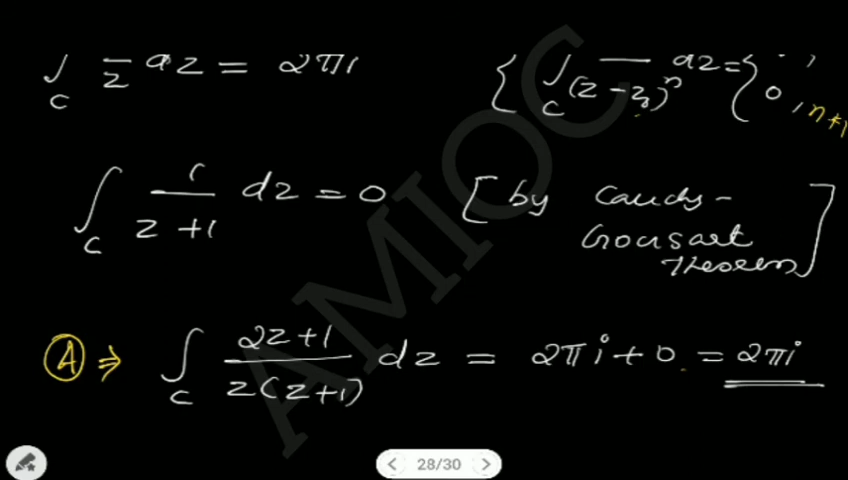 ∫_C 1/z dz = 2πi { ∫_C 1/(z-z₀)ⁿ dz = { 0, n≠1
∫_C 1/(z+1) dz = 0 [by Cauchy-
Goursat
Theorem]
Ⓐ ⇒ ∫_C (2z+1)/(z(z+1)) dz = 2πi + 0 = 2πi
AMIOC
28/30